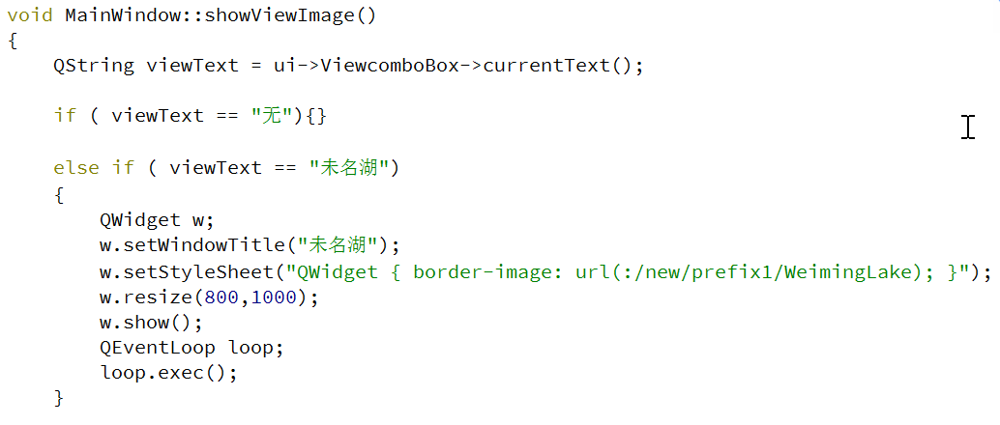 void MainWindow::showViewImage()
{
    QString viewText = ui->ViewcomboBox->currentText();
    if ( viewText == "无"){}
    else if ( viewText == "未名湖")
    {
        QWidget w;
        w.setWindowTitle("未名湖");
        w.setStyleSheet("QWidget { border-image: url(:/new/prefix1/WeimingLake); }");
        w.resize(800,1000);
        w.show();
        QEventLoop loop;
        loop.exec();
    }